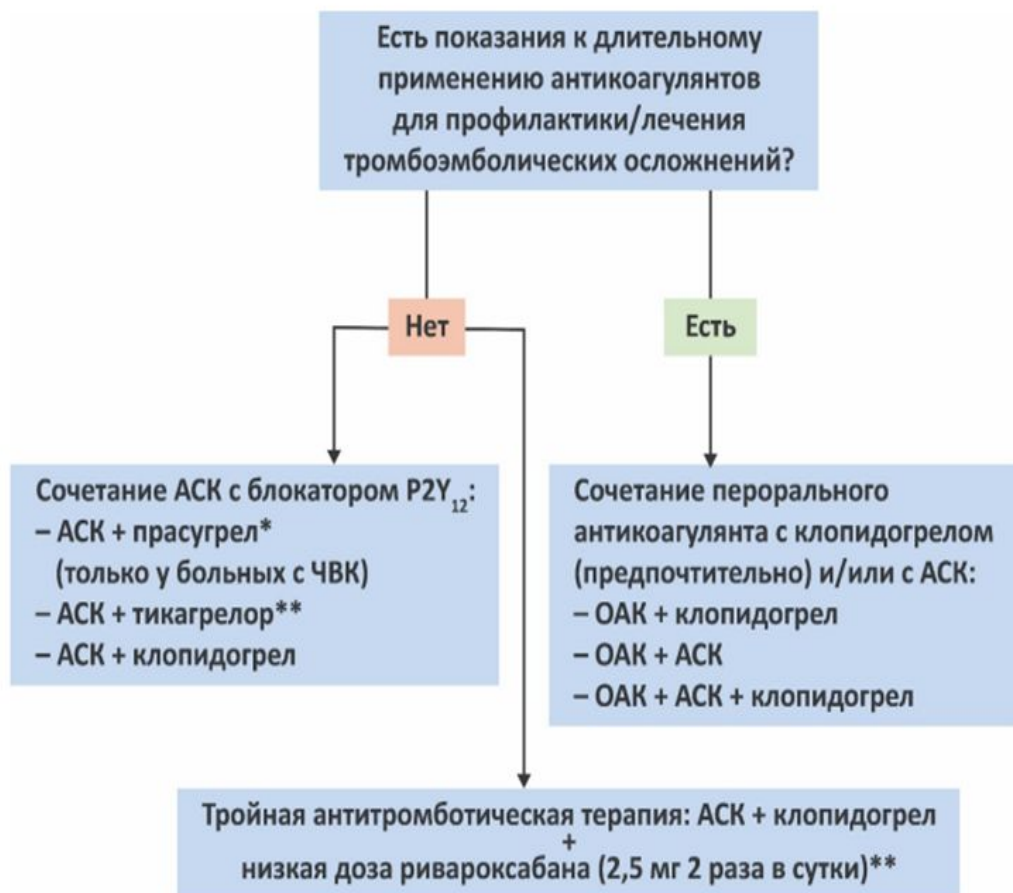 Есть показания к длительному
применению антикоагулянтов
для профилактики/лечения
тромбоэмболических осложнений?
Нет
Есть
Сочетание АСК с блокатором P2Y12:
– АСК + прасугрел*
(только у больных с ЧВК)
– АСК + тикагрелор**
– АСК + клопидогрел
Сочетание перорального
антикоагулянта с клопидогрелом
(предпочтительно) и/или с АСК:
– ОАК + клопидогрел
– ОАК + АСК
– ОАК + АСК + клопидогрел
Тройная антитромботическая терапия: АСК + клопидогрел
+
низкая доза ривароксабана (2,5 мг 2 раза в сутки)**